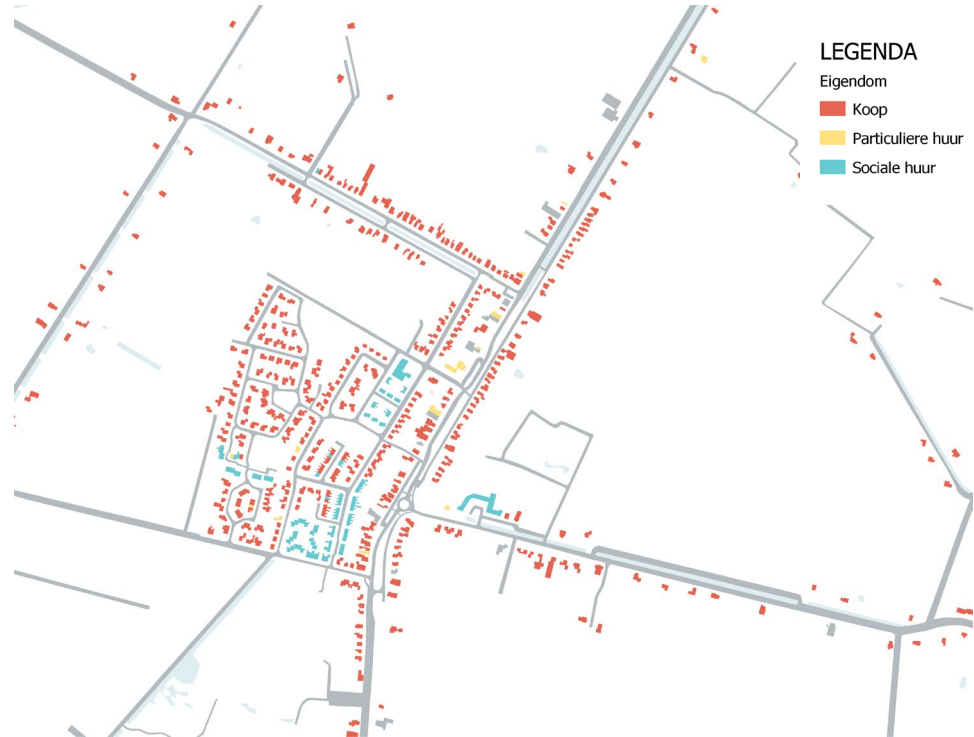 LEGENDA
Eigendom
Koop
Particuliere huur
Sociale huur